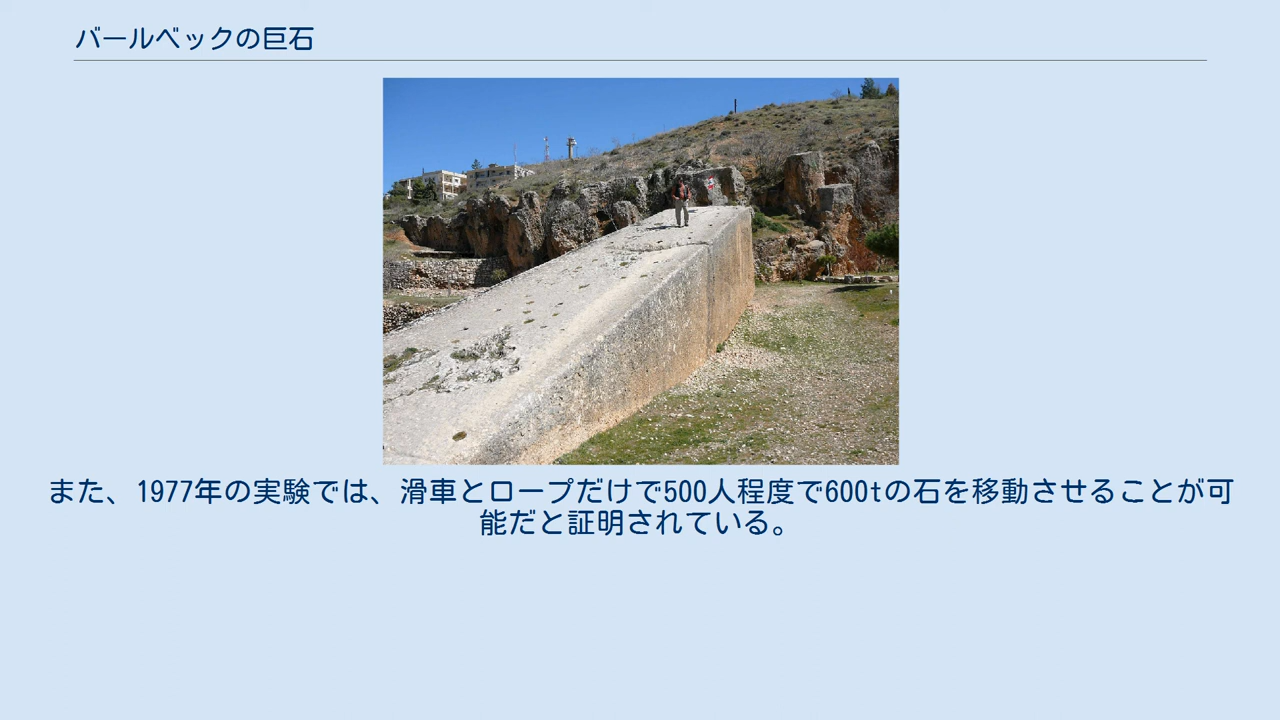 バールベックの巨石
また、1977年の実験では、滑車とロープだけで500人程度で600tの石を移動させることが可
能だと証明されている。